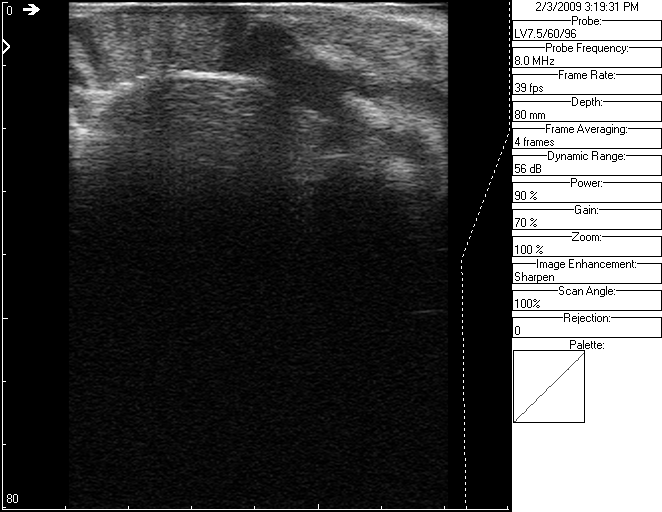 0
80
2/3/2009 3:19:31 PM
Probe:
LV7.5/60/96
Probe Frequency:
8.0 MHz
Frame Rate:
39 fps
Depth:
80 mm
Frame Averaging:
4 frames
Dynamic Range:
56 dB
Power:
90 %
Gain:
70 %
Zoom:
100 %
Image Enhancement:
Sharpen
Scan Angle:
100%
Rejection:
0
Palette: